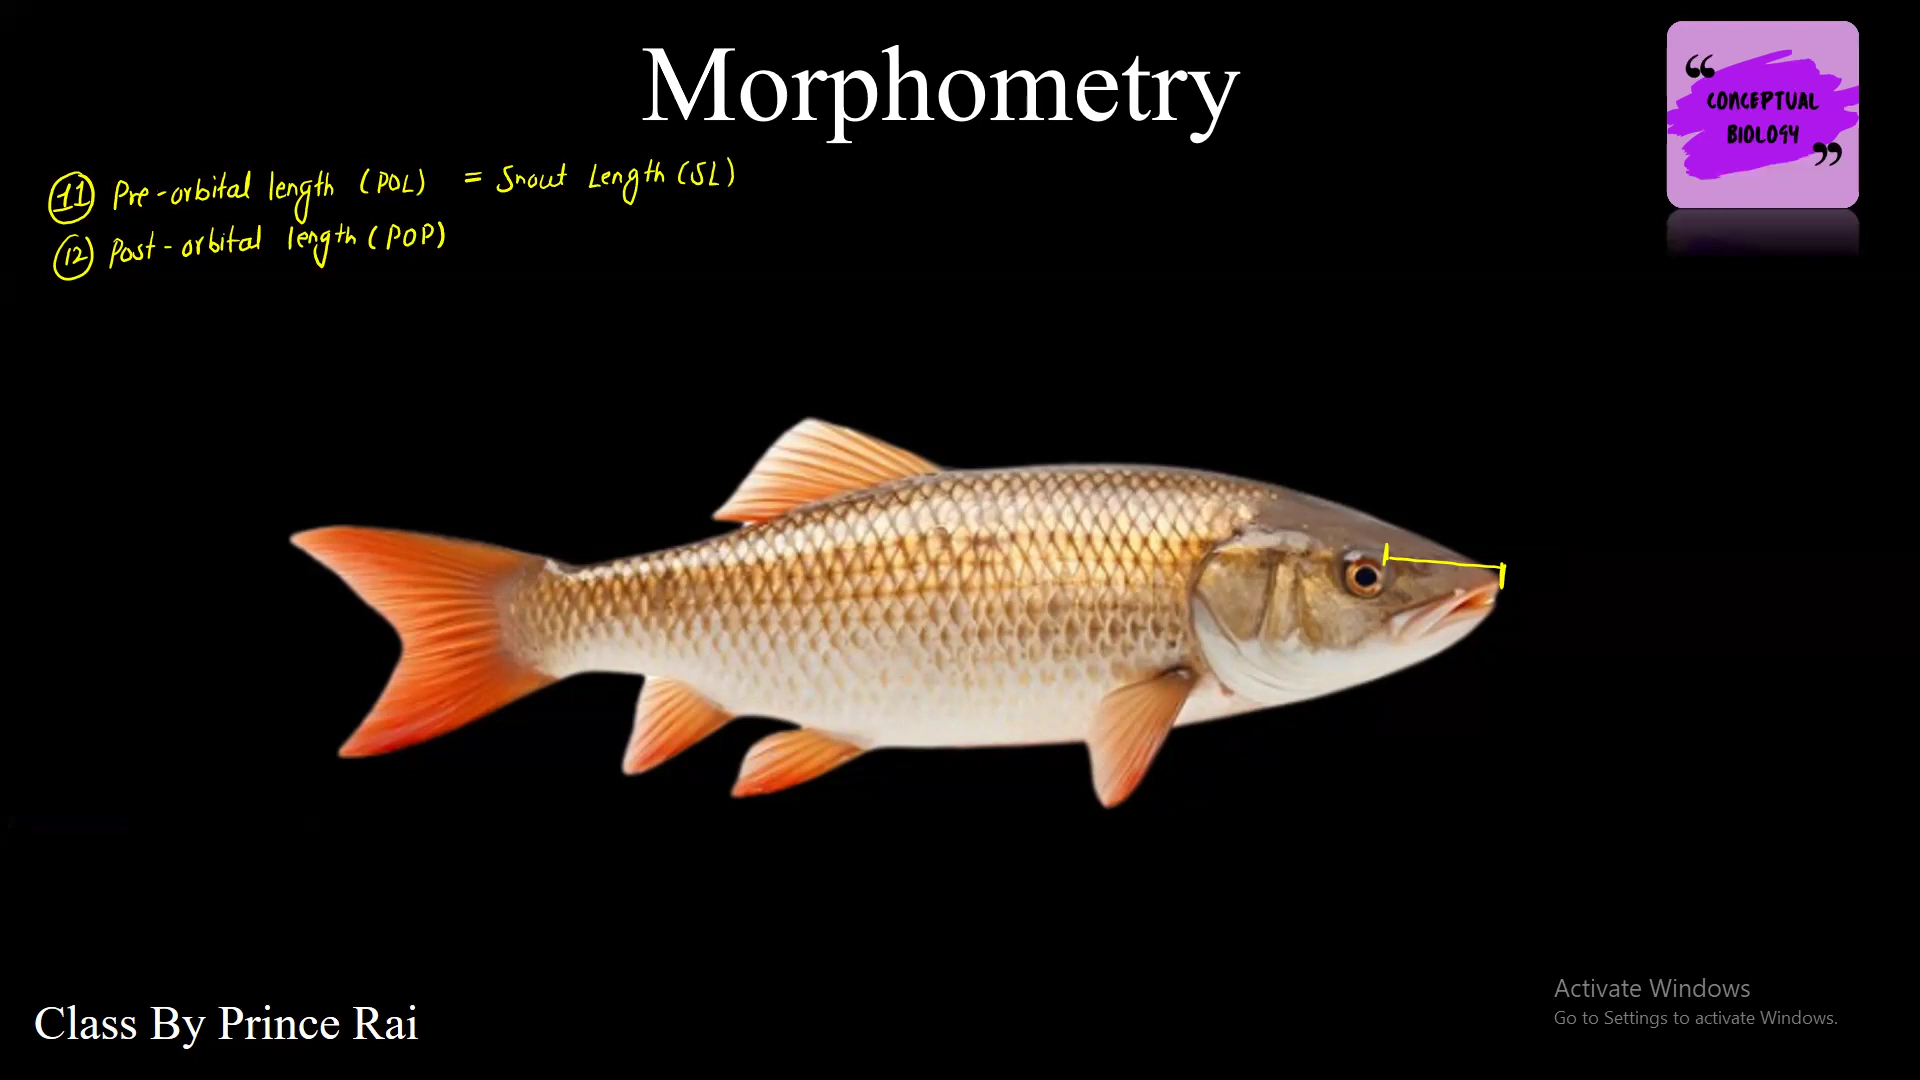 Morphometry
“ CONCEPTUAL
BIOLOGY ”
11 Pre-orbital length (POL) = Snout Length (SL)
12 Post-orbital length (POP)
Activate Windows
Go to Settings to activate Windows.
Class By Prince Rai